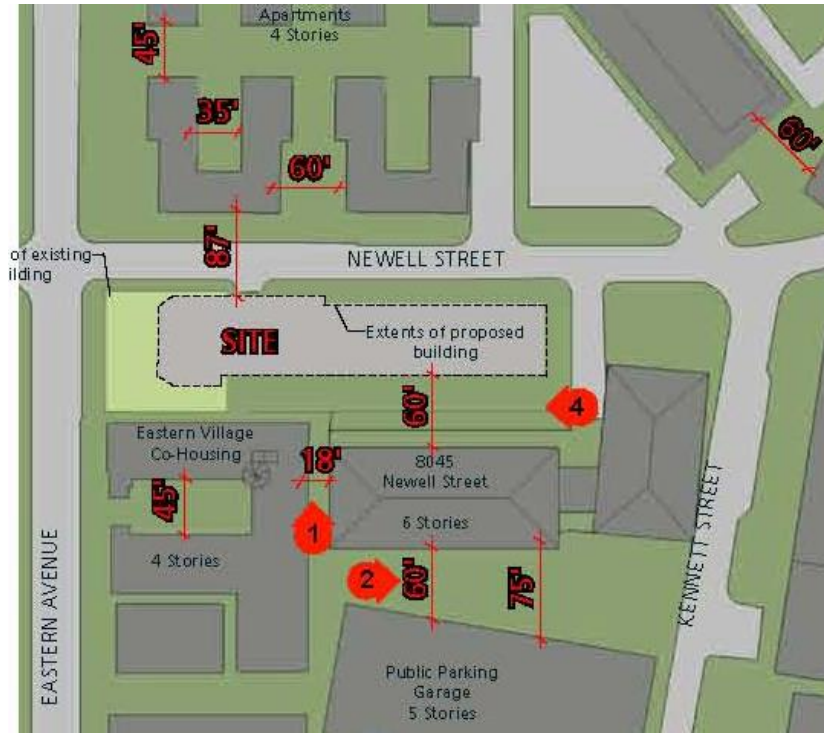 Apartments
4 Stories
45'
35'
60'
60'
87'
NEWELL STREET
of existing
ilding
SITE
Extents of proposed
building
60'
4
Eastern Village
Co-Housing
18'
8045
Newell Street
45'
6 Stories
1
4 Stories
2
60'
75'
EASTERN AVENUE
KENNETT STREET
Public Parking
Garage
5 Stories